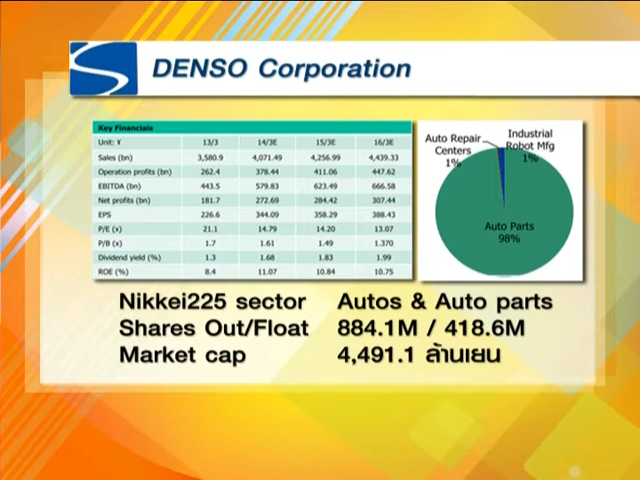 DENSO Corporation
Key Financials
Unit: ¥ 13/3 14/3E 15/3E 16/3E
Sales (bn) 3,580.9 4,071.49 4,256.99 4,439.33
Operation profits (bn) 262.4 378.44 411.06 447.62
EBITDA (bn) 443.5 579.83 623.49 666.58
Net profits (bn) 181.7 272.69 284.42 307.44
EPS 226.6 344.09 358.29 388.43
P/E (x) 21.1 14.79 14.20 13.07
P/B (x) 1.7 1.61 1.49 1.370
Dividend yield (%) 1.3 1.68 1.83 1.99
ROE (%) 8.4 11.07 10.84 10.75
Auto Repair
Centers
1%
Industrial
Robot Mfg
1%
Auto Parts
98%
Nikkei225 sector Autos & Auto parts
Shares Out/Float 884.1M / 418.6M
Market cap 4,491.1 ล้านเยน